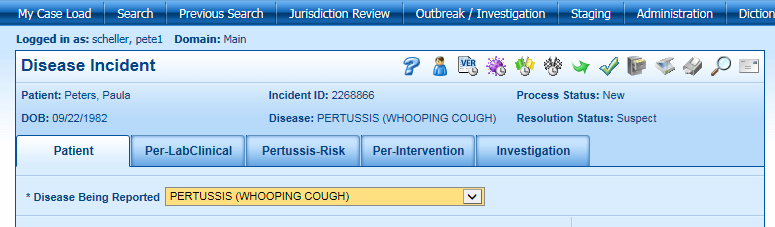 My Case Load Search Previous Search Jurisdiction Review Outbreak / Investigation Staging Administration Diction
Logged in as: scheller, pete1 Domain: Main
Disease Incident VER
Patient: Peters, Paula Incident ID: 2268866 Process Status: New
DOB: 09/22/1982 Disease: PERTUSSIS (WHOOPING COUGH) Resolution Status: Suspect
Patient Per-LabClinical Pertussis-Risk Per-Intervention Investigation
* Disease Being Reported PERTUSSIS (WHOOPING COUGH)